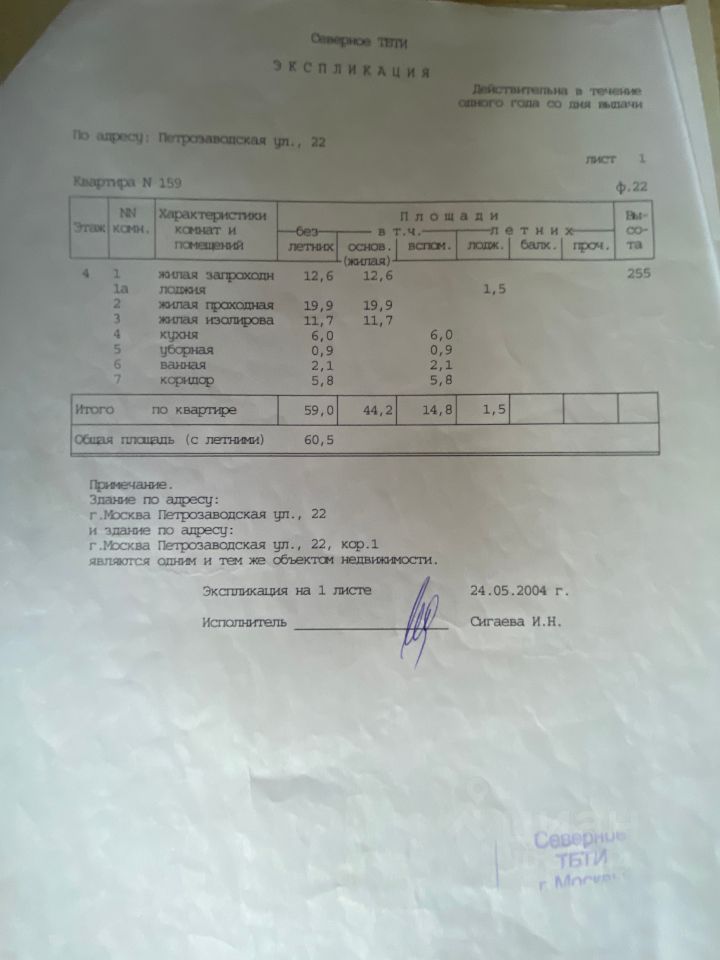 Северное ТБТИ
ЭКСПЛИКАЦИЯ
Действительна в течение
одного года со дня выдачи
По адресу: Петрозаводская ул., 22
лист 1
Квартира N 159
ф.22
Этаж NN комн. Характеристики комнат и помещений Площади Вы-со-та
без летних в т.ч. летних
основ. (жилая) вспом. лодж. балк. проч.
4 1 жилая запроходн 12,6 12,6 255
1а лоджия 1,5
2 жилая проходная 19,9 19,9
3 жилая изолирова 11,7 11,7
4 кухня 6,0 6,0
5 уборная 0,9 0,9
6 ванная 2,1 2,1
7 коридор 5,8 5,8
Итого по квартире 59,0 44,2 14,8 1,5
Общая площадь (с летними) 60,5
Примечание.
Здание по адресу:
г.Москва Петрозаводская ул., 22
и здание по адресу:
г.Москва Петрозаводская ул., 22, кор.1
являются одним и тем же объектом недвижимости.
Экспликация на 1 листе 24.05.2004 г.
Исполнитель Сигаева И.Н.
циан
Северное
ТБТИ
г. Москвы